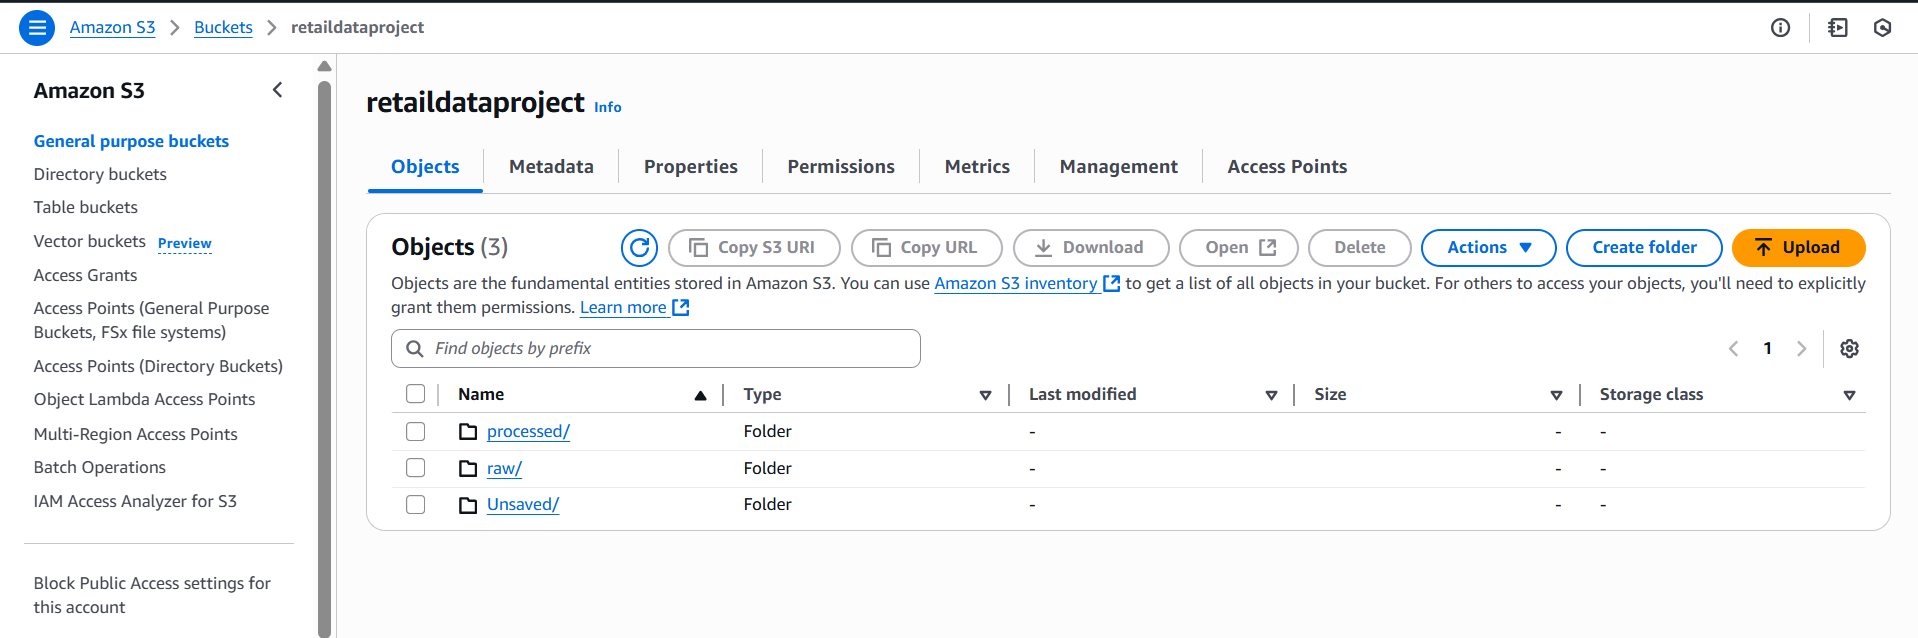 Amazon S3 > Buckets > retaildataproject
Amazon S3
General purpose buckets
Directory buckets
Table buckets
Vector buckets Preview
Access Grants
Access Points (General Purpose
Buckets, FSx file systems)
Access Points (Directory Buckets)
Object Lambda Access Points
Multi-Region Access Points
Batch Operations
IAM Access Analyzer for S3
Block Public Access settings for
this account
retaildataproject Info
Objects Metadata Properties Permissions Metrics Management Access Points
Objects (3) Copy S3 URI Copy URL Download Open Delete Actions Create folder Upload
Objects are the fundamental entities stored in Amazon S3. You can use Amazon S3 inventory to get a list of all objects in your bucket. For others to access your objects, you'll need to explicitly
grant them permissions. Learn more
Find objects by prefix 1
Name Type Last modified Size Storage class
processed/ Folder - - -
raw/ Folder - - -
Unsaved/ Folder - - -